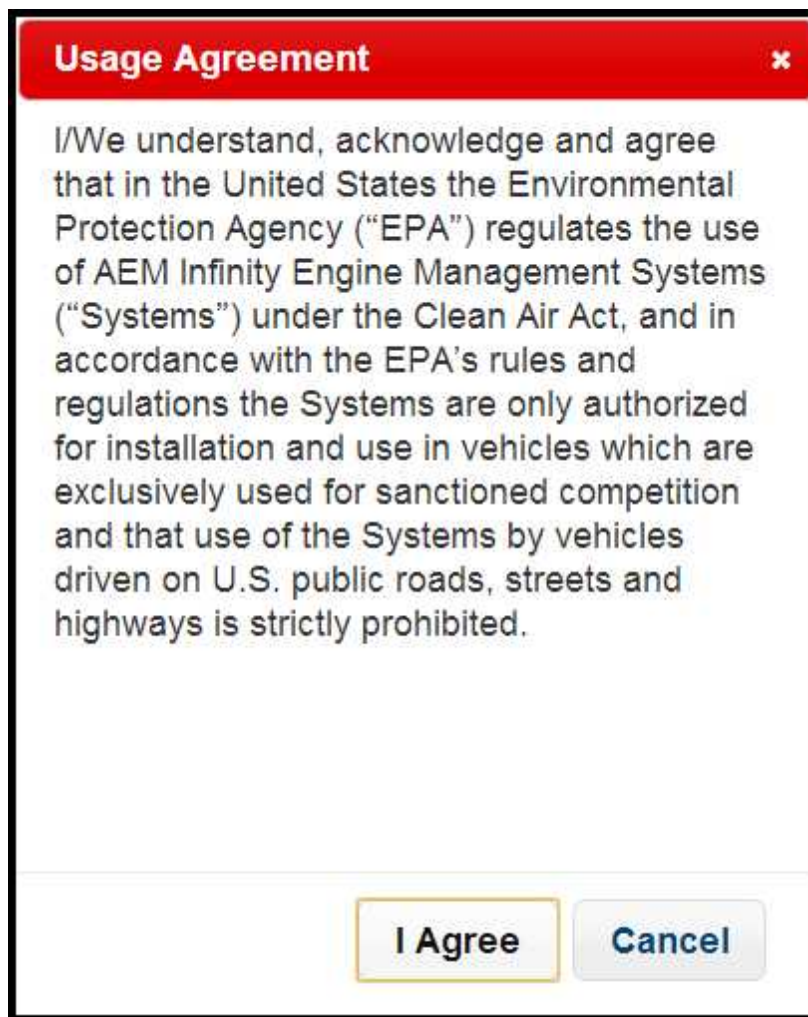 Usage Agreement ×
I/We understand, acknowledge and agree
that in the United States the Environmental
Protection Agency (“EPA”) regulates the use
of AEM Infinity Engine Management Systems
(“Systems”) under the Clean Air Act, and in
accordance with the EPA’s rules and
regulations the Systems are only authorized
for installation and use in vehicles which are
exclusively used for sanctioned competition
and that use of the Systems by vehicles
driven on U.S. public roads, streets and
highways is strictly prohibited.
I Agree Cancel